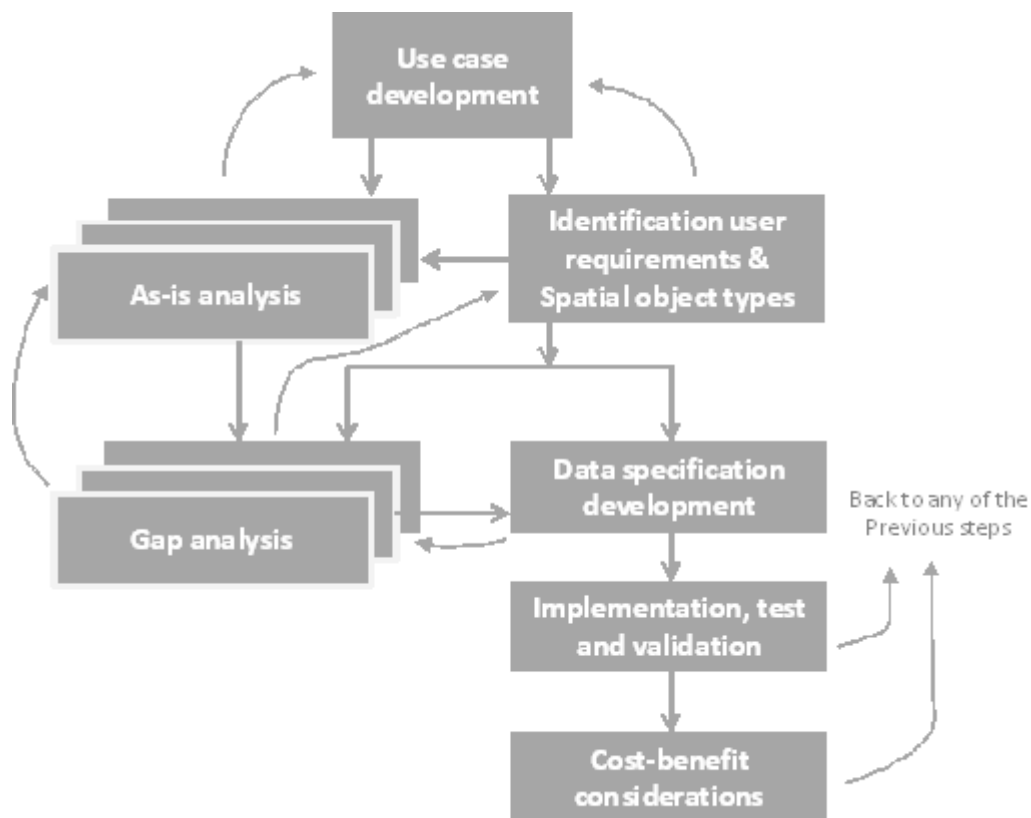 Use case
development
Identification user
requirements &
Spatial object types
As-is analysis
Data specification
development
Gap analysis
Back to any of the
Previous steps
Implementation, test
and validation
Cost-benefit
considerations